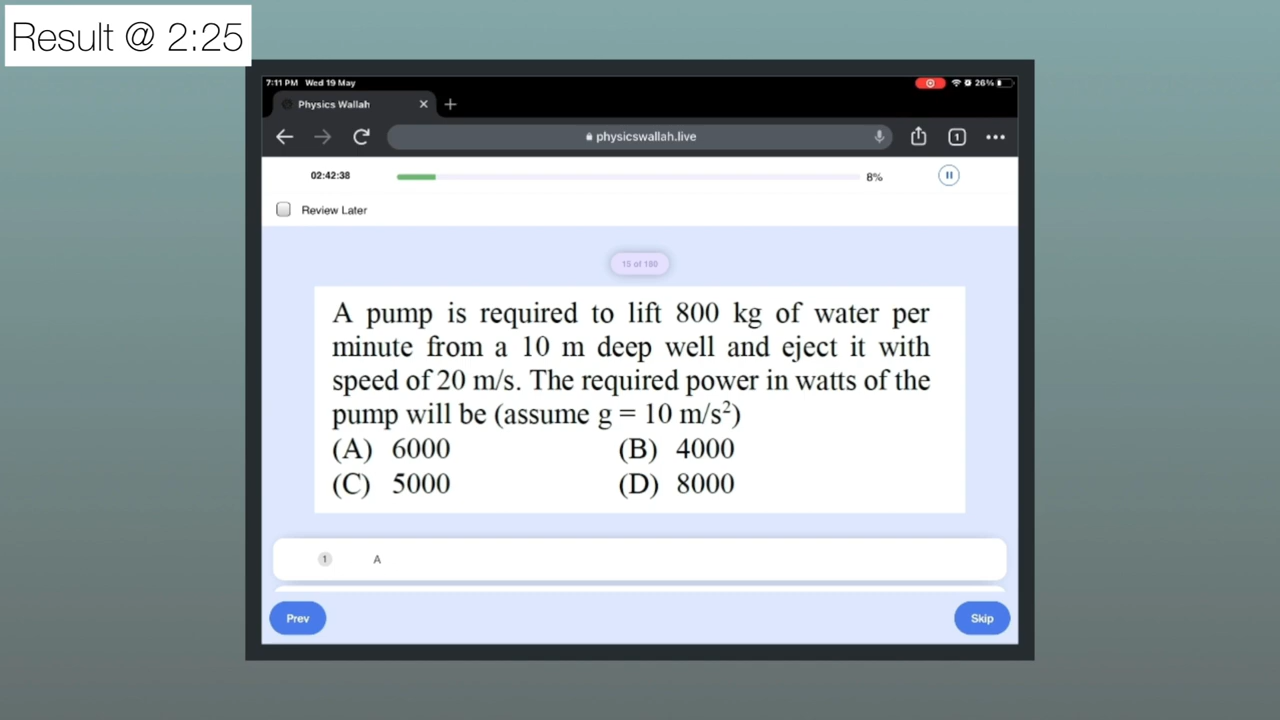 Result @ 2:25
7:11 PM Wed 19 May
26%
Physics Wallah
physicswallah.live
1
02:42:38
8%
Review Later
15 of 180
A pump is required to lift 800 kg of water per
minute from a 10 m deep well and eject it with
speed of 20 m/s. The required power in watts of the
pump will be (assume g = 10 m/s²)
(A) 6000 (B) 4000
(C) 5000 (D) 8000
1 A
Prev Skip